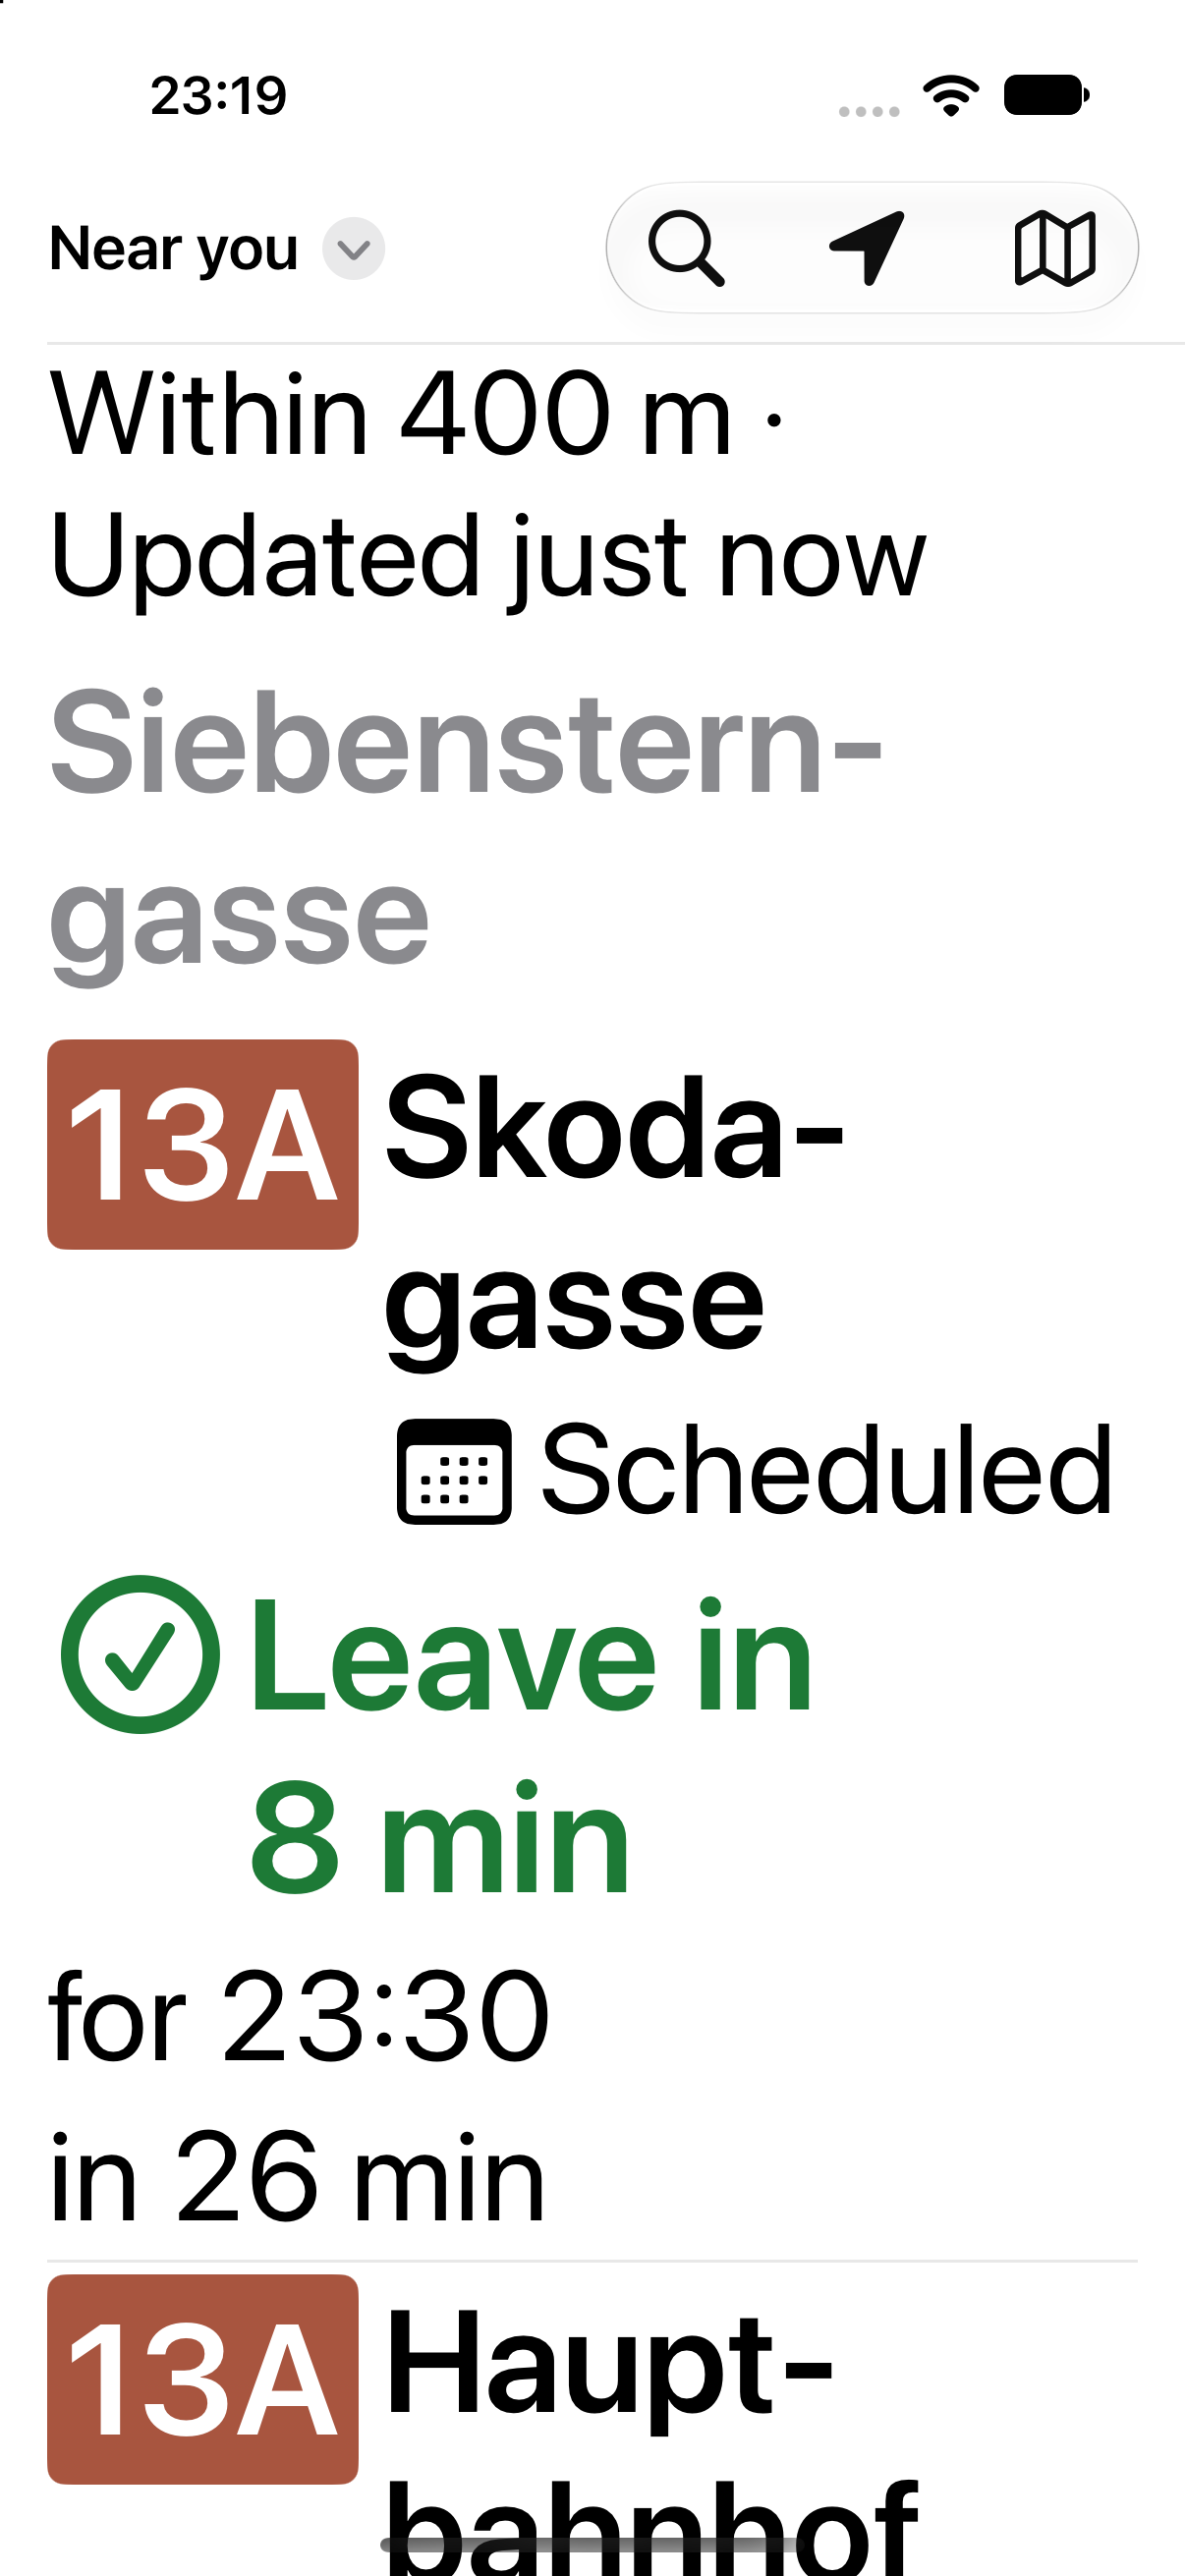 23:19
Near you
Within 400 m ·
Updated just now
Siebenstern-
gasse
13A Skoda-
gasse
Scheduled
Leave in
8 min
for 23:30
in 26 min
13A Haupt-
bahnhof